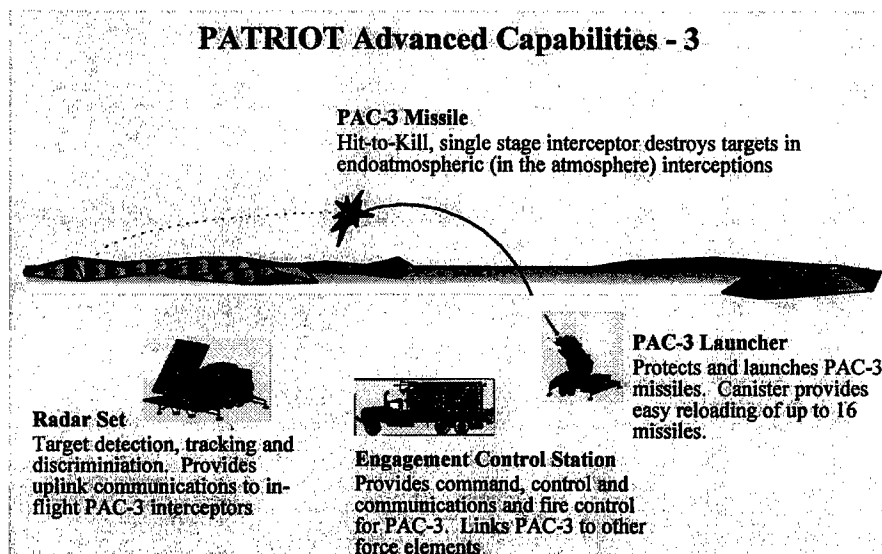 PATRIOT Advanced Capabilities - 3
PAC-3 Missile
Hit-to-Kill, single stage interceptor destroys targets in
endoatmospheric (in the atmosphere) interceptions
PAC-3 Launcher
Protects and launches PAC-3
missiles. Canister provides
easy reloading of up to 16
missiles.
Radar Set
Target detection, tracking and
discriminiation. Provides
uplink communications to in-
flight PAC-3 interceptors
Engagement Control Station
Provides command, control and
communications and fire control
for PAC-3. Links PAC-3 to other
force elements